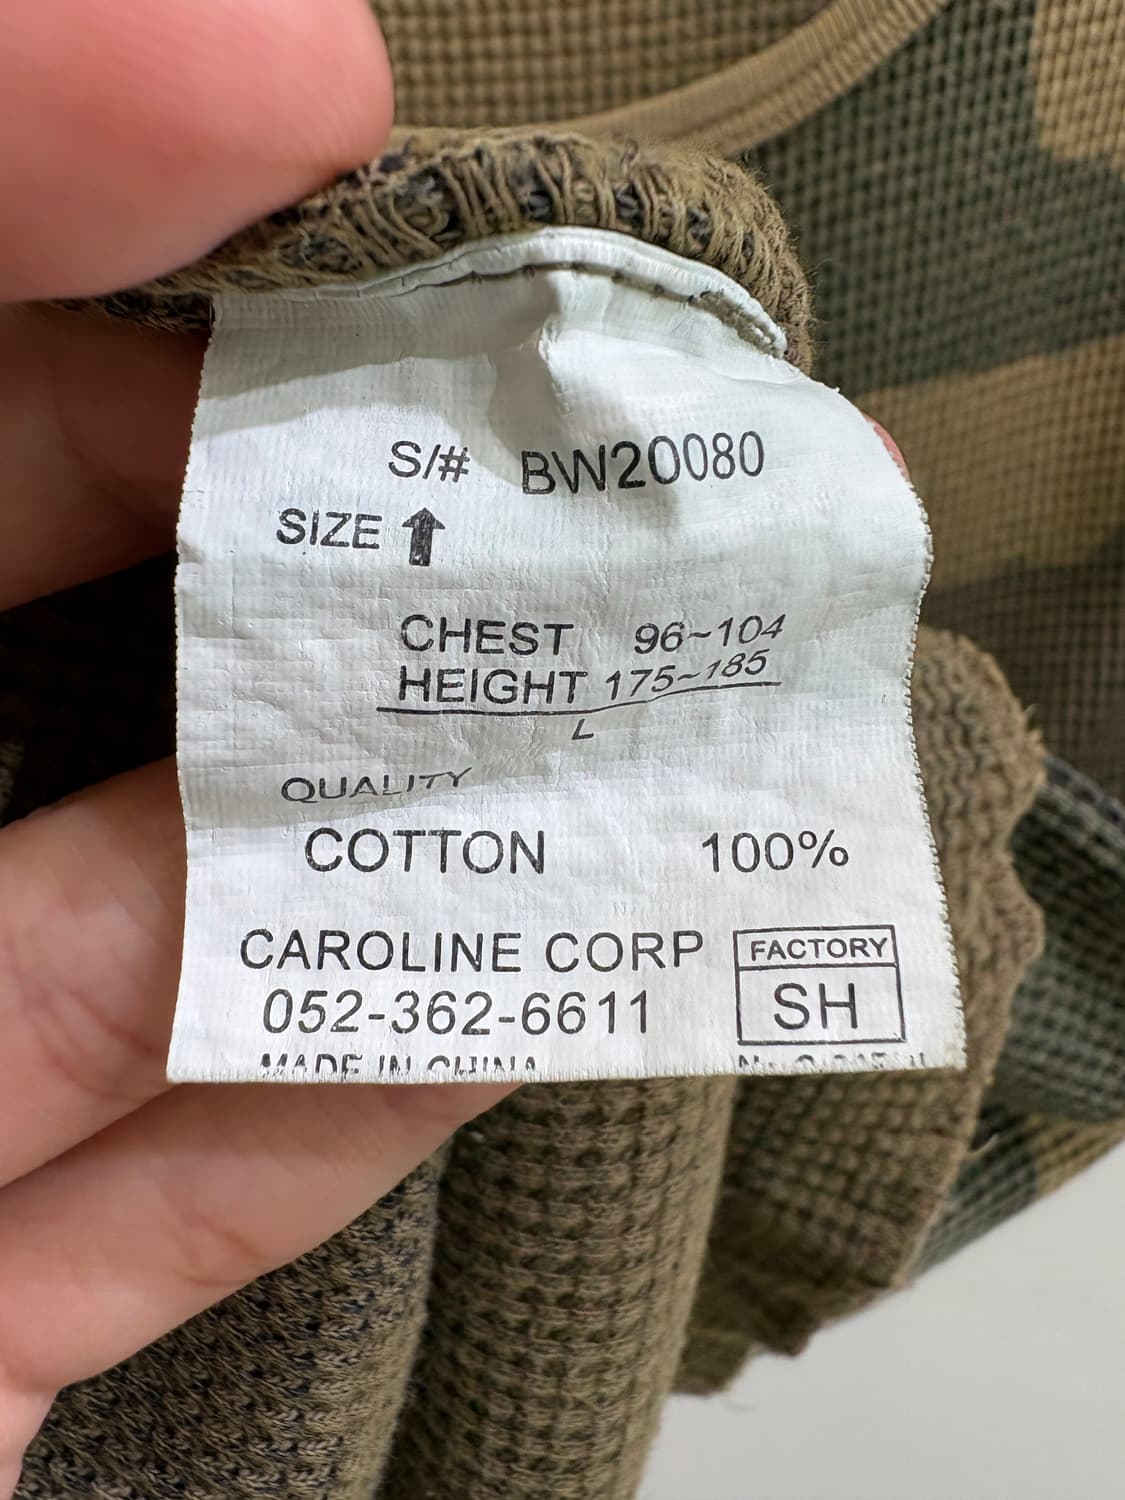 S/# BW20080
SIZE ⬆
CHEST 96~104
HEIGHT 175~185
L
QUALITY
COTTON 100%
CAROLINE CORP
052-362-6611
FACTORY
SH
MADE IN CHINA